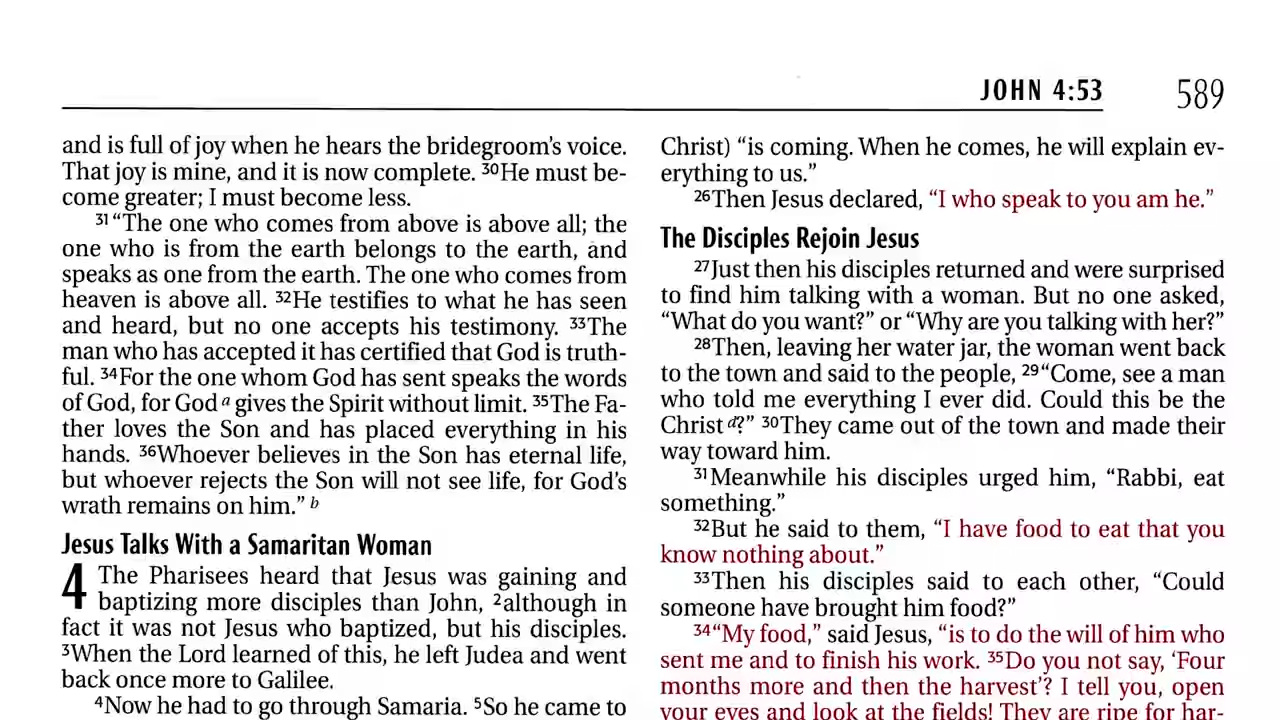 JOHN 4:53 589
and is full of joy when he hears the bridegroom's voice.
That joy is mine, and it is now complete. ³⁰He must be-
come greater; I must become less.
³¹“The one who comes from above is above all; the
one who is from the earth belongs to the earth, and
speaks as one from the earth. The one who comes from
heaven is above all. ³²He testifies to what he has seen
and heard, but no one accepts his testimony. ³³The
man who has accepted it has certified that God is truth-
ful. ³⁴For the one whom God has sent speaks the words
of God, for God ᵃ gives the Spirit without limit. ³⁵The Fa-
ther loves the Son and has placed everything in his
hands. ³⁶Whoever believes in the Son has eternal life,
but whoever rejects the Son will not see life, for God's
wrath remains on him.” ᵇ
Jesus Talks With a Samaritan Woman
4 The Pharisees heard that Jesus was gaining and
baptizing more disciples than John, ²although in
fact it was not Jesus who baptized, but his disciples.
³When the Lord learned of this, he left Judea and went
back once more to Galilee.
⁴Now he had to go through Samaria. ⁵So he came to
Christ) “is coming. When he comes, he will explain ev-
erything to us.”
²⁶Then Jesus declared, “I who speak to you am he.”
The Disciples Rejoin Jesus
²⁷Just then his disciples returned and were surprised
to find him talking with a woman. But no one asked,
“What do you want?” or “Why are you talking with her?”
²⁸Then, leaving her water jar, the woman went back
to the town and said to the people, ²⁹“Come, see a man
who told me everything I ever did. Could this be the
Christ ᵈ?” ³⁰They came out of the town and made their
way toward him.
³¹Meanwhile his disciples urged him, “Rabbi, eat
something.”
³²But he said to them, “I have food to eat that you
know nothing about.”
³³Then his disciples said to each other, “Could
someone have brought him food?”
³⁴“My food,” said Jesus, “is to do the will of him who
sent me and to finish his work. ³⁵Do you not say, ‘Four
months more and then the harvest’? I tell you, open
your eyes and look at the fields! They are ripe for har-